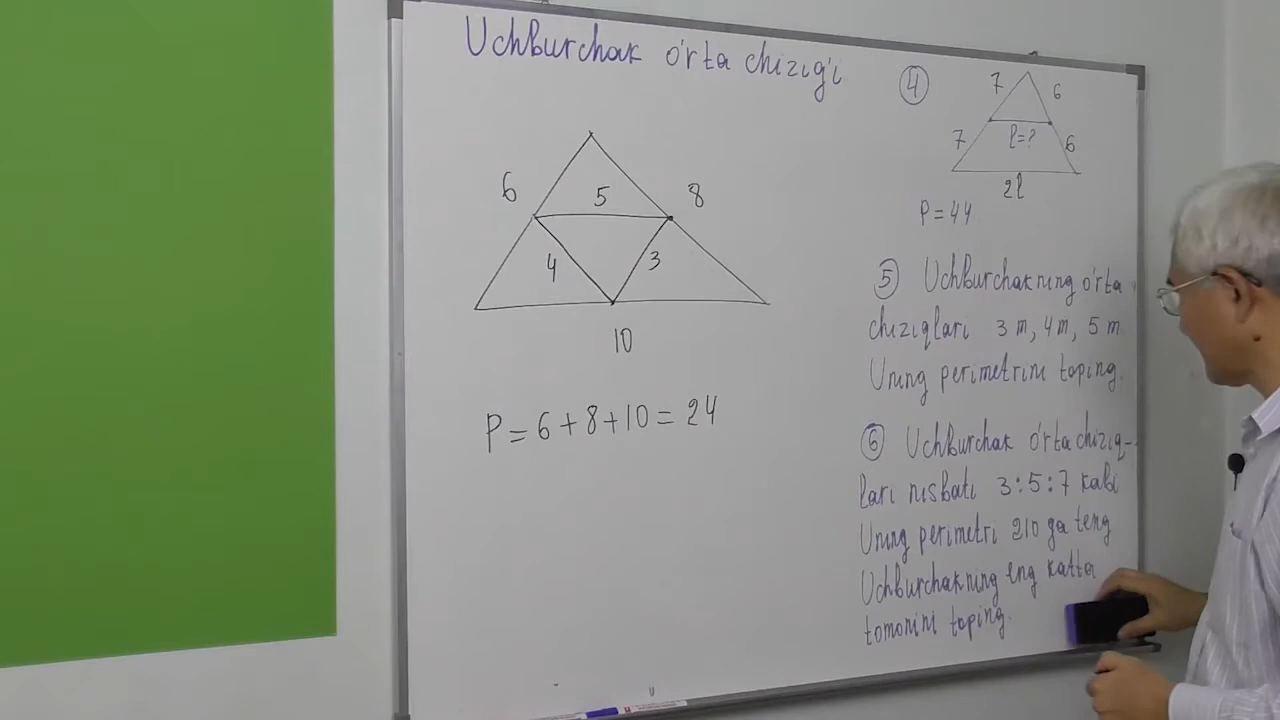 Uchburchak o'rta chizig'i
6
5
8
4
3
10
P = 6 + 8 + 10 = 24
④
7
6
7
ℓ=?
6
2ℓ
P = 44
⑤ Uchburchakning o'rta
chiziqlari 3 m, 4 m, 5 m
Uning perimetrini toping.
⑥ Uchburchak o'rta chiziq-
lari nisbati 3:5:7 kabi
Uning perimetri 210 ga teng
Uchburchakning eng katta
tomonini toping.